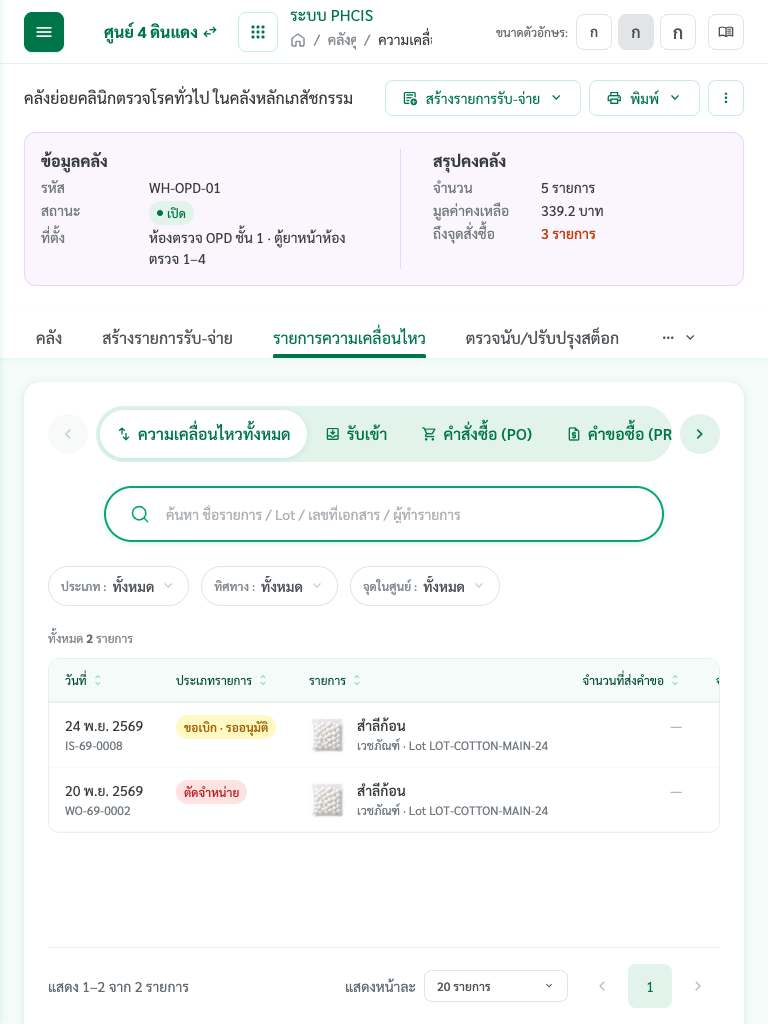 ศูนย์ 4 ดินแดง
ระบบ PHCIS
/ คลังย / ความเคลื่
ขนาดตัวอักษร: ก ก ก
คลังย่อยคลินิกตรวจโรคทั่วไป ในคลังหลักเภสัชกรรม
สร้างรายการรับ-จ่าย
พิมพ์
ข้อมูลคลัง
รหัส WH-OPD-01
สถานะ เปิด
ที่ตั้ง ห้องตรวจ OPD ชั้น 1 · ตู้ยาหน้าห้อง
ตรวจ 1–4
สรุปคงคลัง
จำนวน 5 รายการ
มูลค่าคงเหลือ 339.2 บาท
ถึงจุดสั่งซื้อ 3 รายการ
คลัง สร้างรายการรับ-จ่าย รายการความเคลื่อนไหว ตรวจนับ/ปรับปรุงสต็อก ...
ความเคลื่อนไหวทั้งหมด รับเข้า คำสั่งซื้อ (PO) คำขอซื้อ (PR
ค้นหา ชื่อรายการ / Lot / เลขที่เอกสาร / ผู้ทำรายการ
ประเภท : ทั้งหมด ทิศทาง : ทั้งหมด จุดในศูนย์ : ทั้งหมด
ทั้งหมด 2 รายการ
วันที่ ประเภทรายการ รายการ จำนวนที่ส่งคำขอ
24 พ.ย. 2569 ขอเบิก · รออนุมัติ สำลีก้อน —
IS-69-0008 เวชภัณฑ์ · Lot LOT-COTTON-MAIN-24
20 พ.ย. 2569 ตัดจำหน่าย สำลีก้อน —
WO-69-0002 เวชภัณฑ์ · Lot LOT-COTTON-MAIN-24
แสดง 1–2 จาก 2 รายการ แสดงหน้าละ 20 รายการ 1